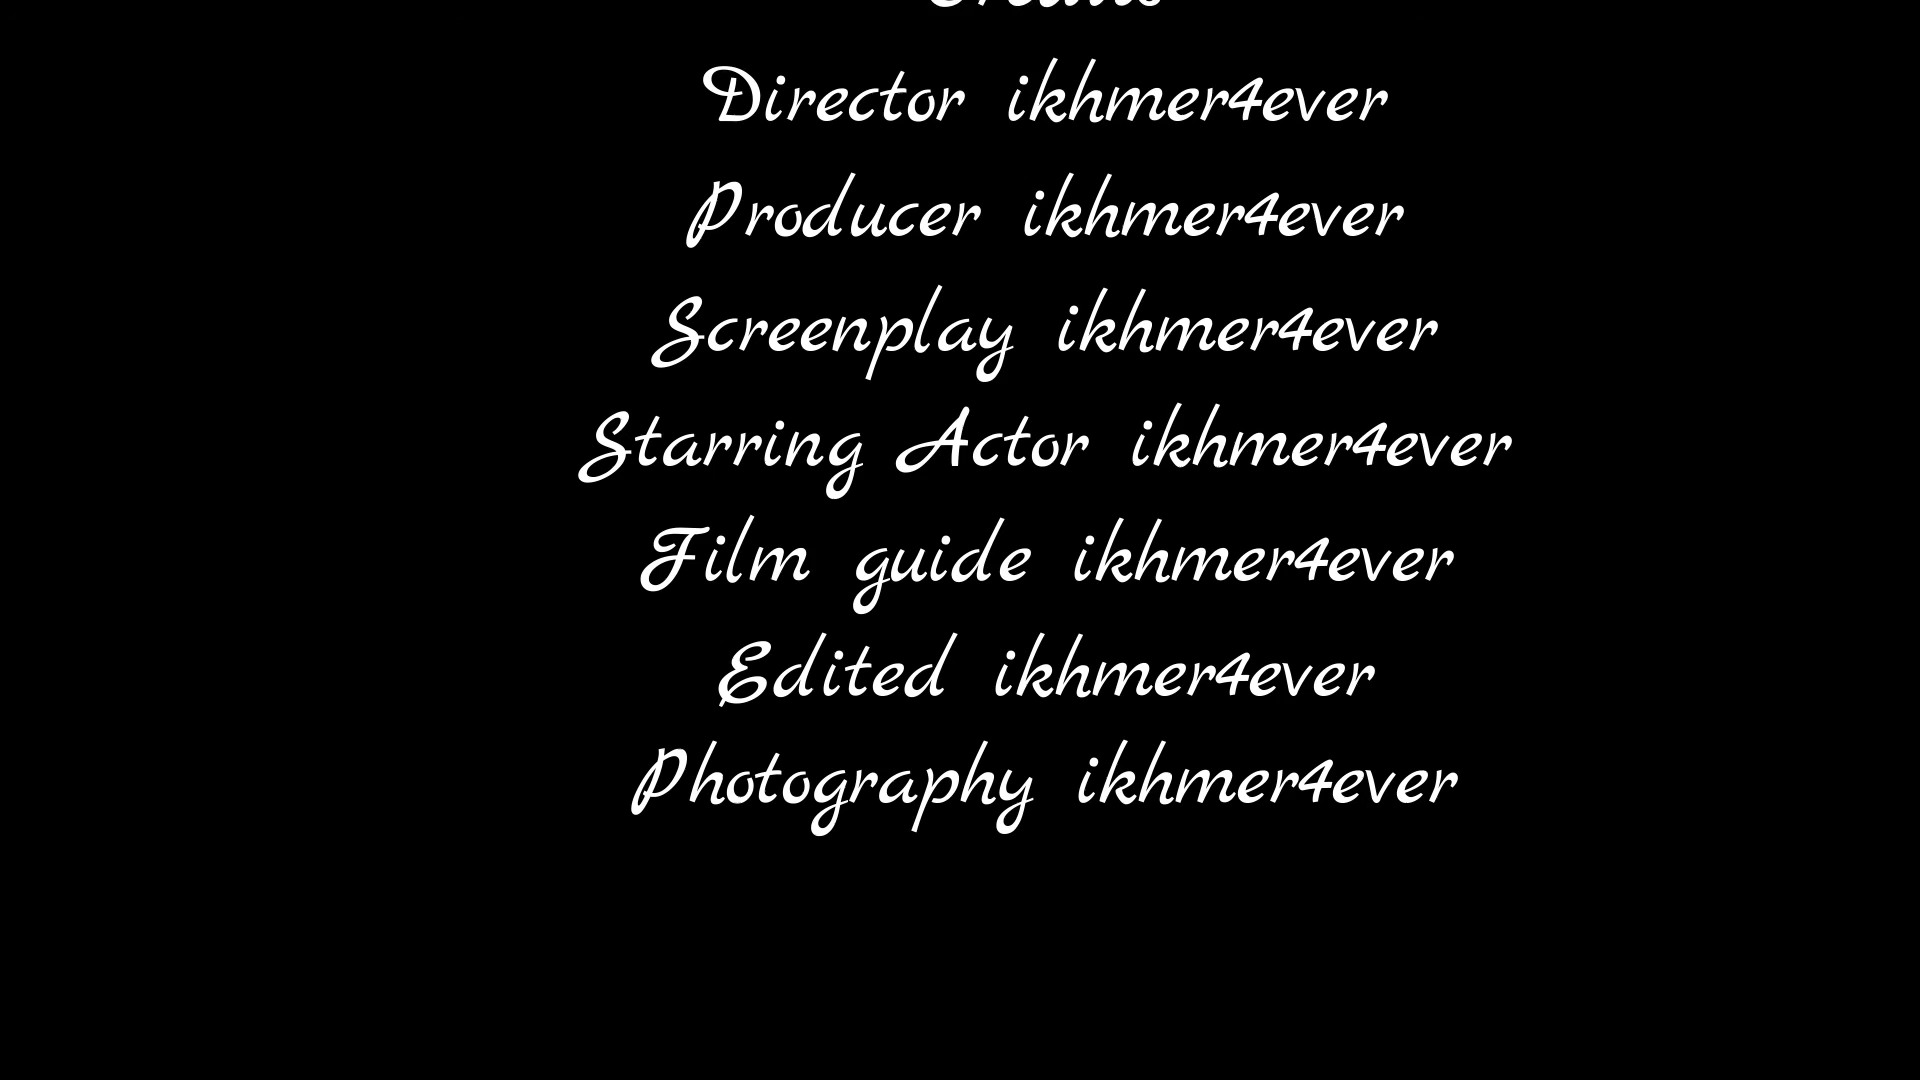 Director ikhmer4ever
Producer ikhmer4ever
Screenplay ikhmer4ever
Starring Actor ikhmer4ever
Film guide ikhmer4ever
Edited ikhmer4ever
Photography ikhmer4ever